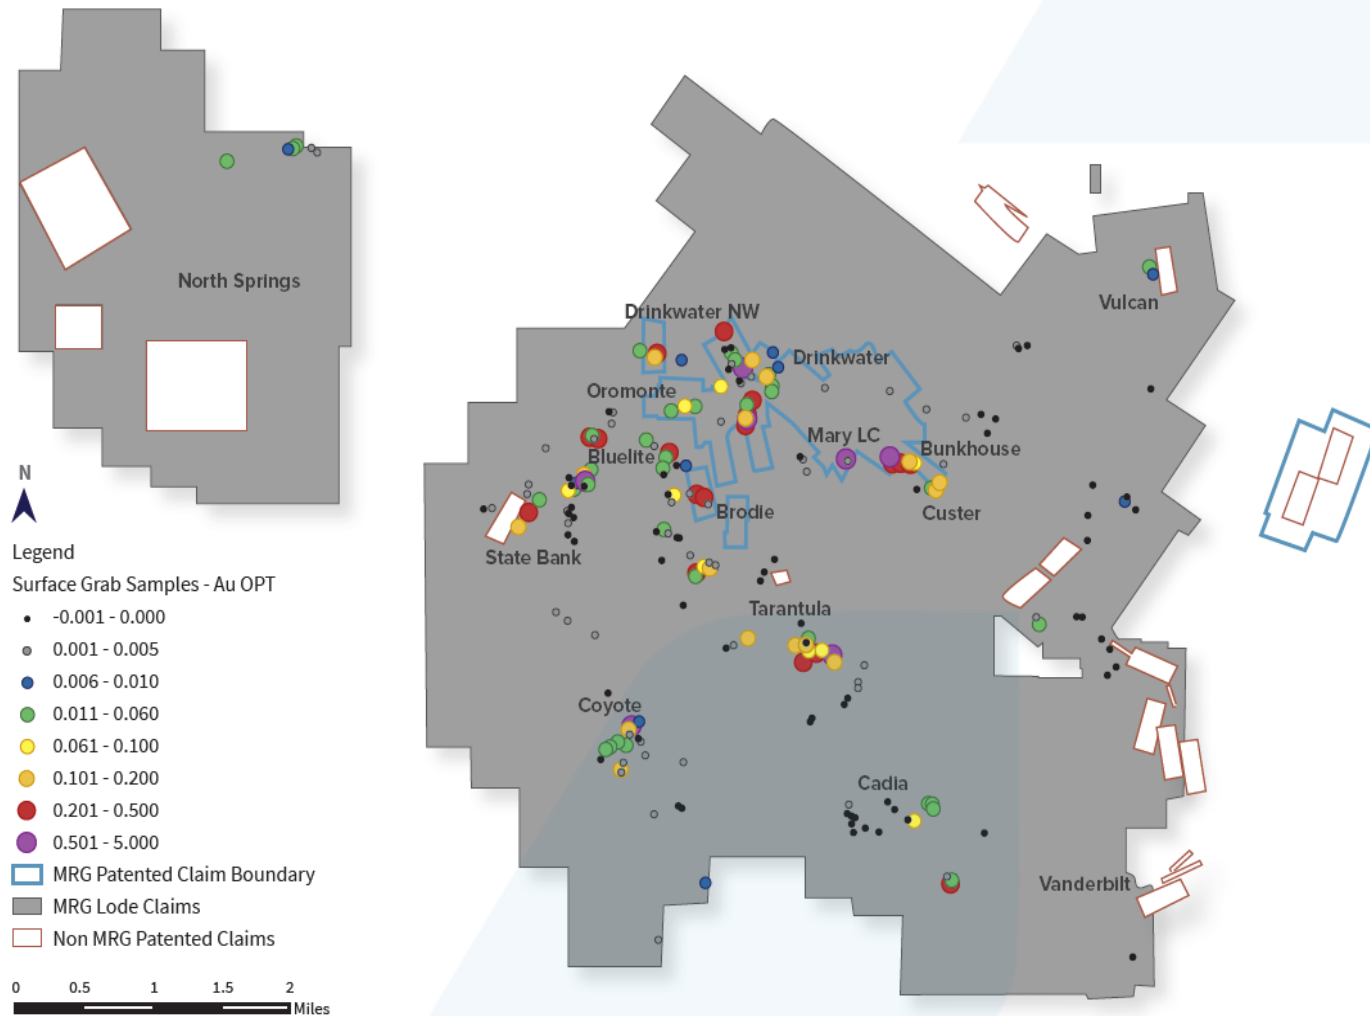 North Springs
Drinkwater NW
Vulcan
Drinkwater
Oromonte
Mary LC
Bunkhouse
Bluelite
Brodie
Custer
State Bank
Tarantula
Coyote
Cadia
Vanderbilt
N
Legend
Surface Grab Samples - Au OPT
-0.001 - 0.000
0.001 - 0.005
0.006 - 0.010
0.011 - 0.060
0.061 - 0.100
0.101 - 0.200
0.201 - 0.500
0.501 - 5.000
MRG Patented Claim Boundary
MRG Lode Claims
Non MRG Patented Claims
0 0.5 1 1.5 2
Miles